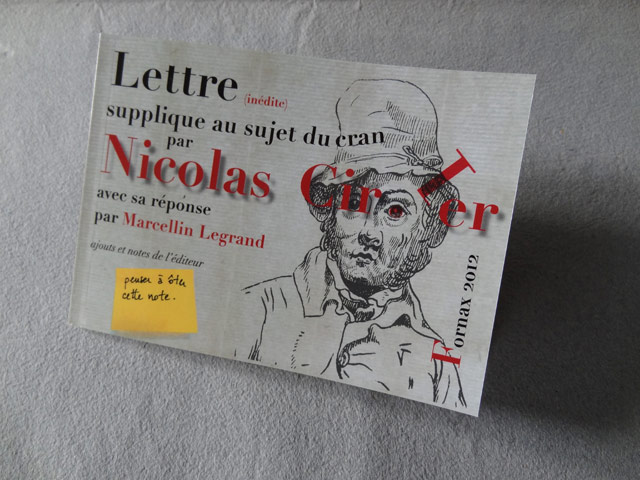 Lettre (inédite)
supplique au sujet du cran
par
Nicolas Cirier
avec sa réponse
par Marcellin Legrand
ajouts et notes de l'éditeur
penser à ôter
cette note.
Fornax 2012